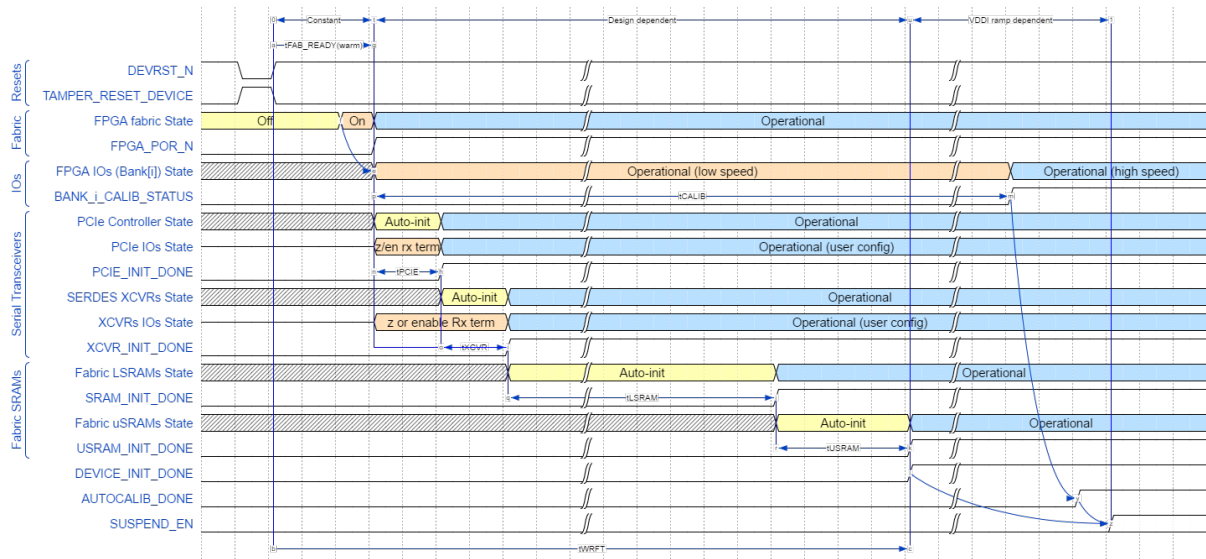 Constant
Design dependent
VDDI ramp dependent
tFAB_READY(warm)
Resets
DEVRST_N
TAMPER_RESET_DEVICE
Fabric
FPGA fabric State
Off
On
Operational
FPGA_POR_N
IOs
FPGA IOs (Bank[i]) State
Operational (low speed)
Operational (high speed)
BANK_i_CALIB_STATUS
tCALIB
Serial Transceivers
PCIe Controller State
Auto-init
Operational
PCIe IOs State
z/en rx term
Operational (user config)
PCIE_INIT_DONE
tPCIE
SERDES XCVRs State
Auto-init
Operational
XCVRs IOs State
z or enable Rx term
Operational (user config)
XCVR_INIT_DONE
tXCVR
Fabric SRAMs
Fabric LSRAMs State
Auto-init
Operational
SRAM_INIT_DONE
tLSRAM
Fabric uSRAMs State
Auto-init
Operational
USRAM_INIT_DONE
tUSRAM
DEVICE_INIT_DONE
AUTOCALIB_DONE
SUSPEND_EN
tWRFT